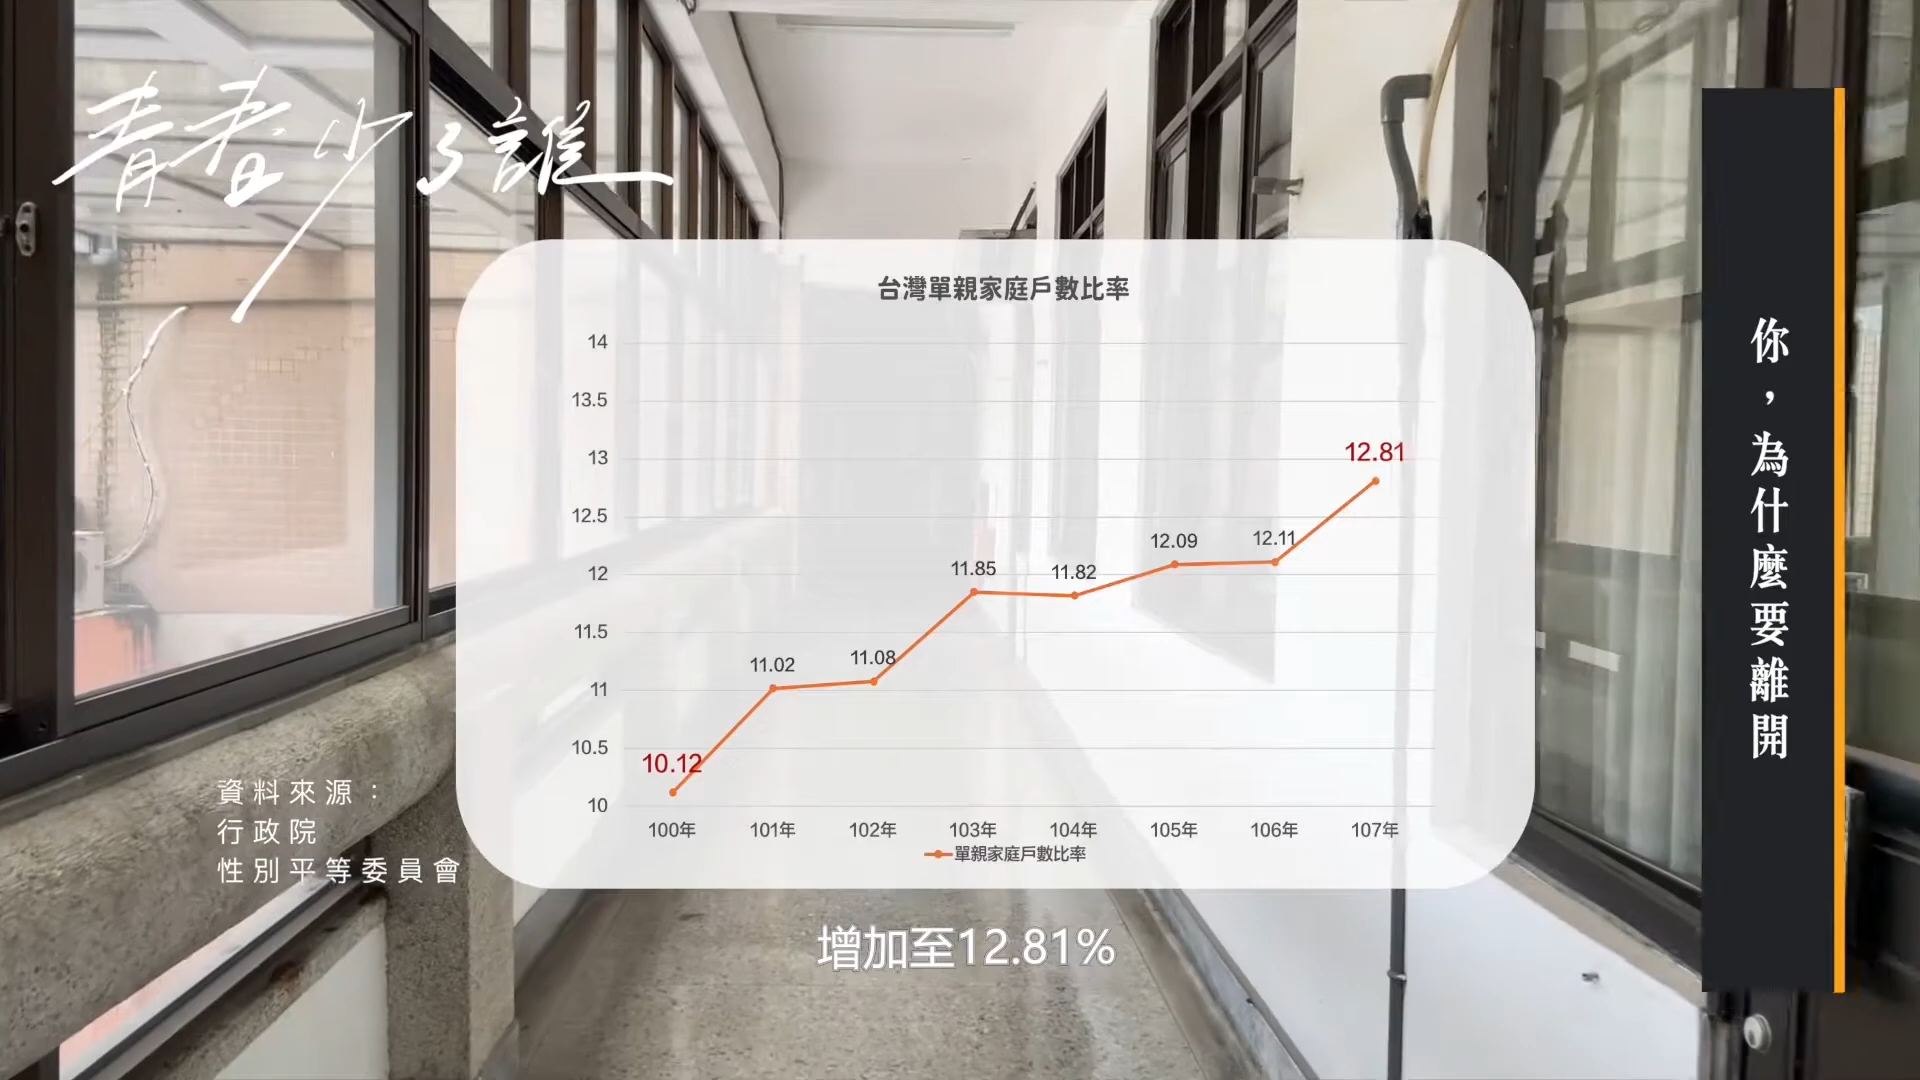 青春少了誰
台灣單親家庭戶數比率
14
13.5
13
12.5
12
11.5
11
10.5
10
10.12
11.02
11.08
11.85
11.82
12.09
12.11
12.81
100年 101年 102年 103年 104年 105年 106年 107年
單親家庭戶數比率
資料來源：
行政院
性別平等委員會
增加至12.81%
你，為什麼要離開